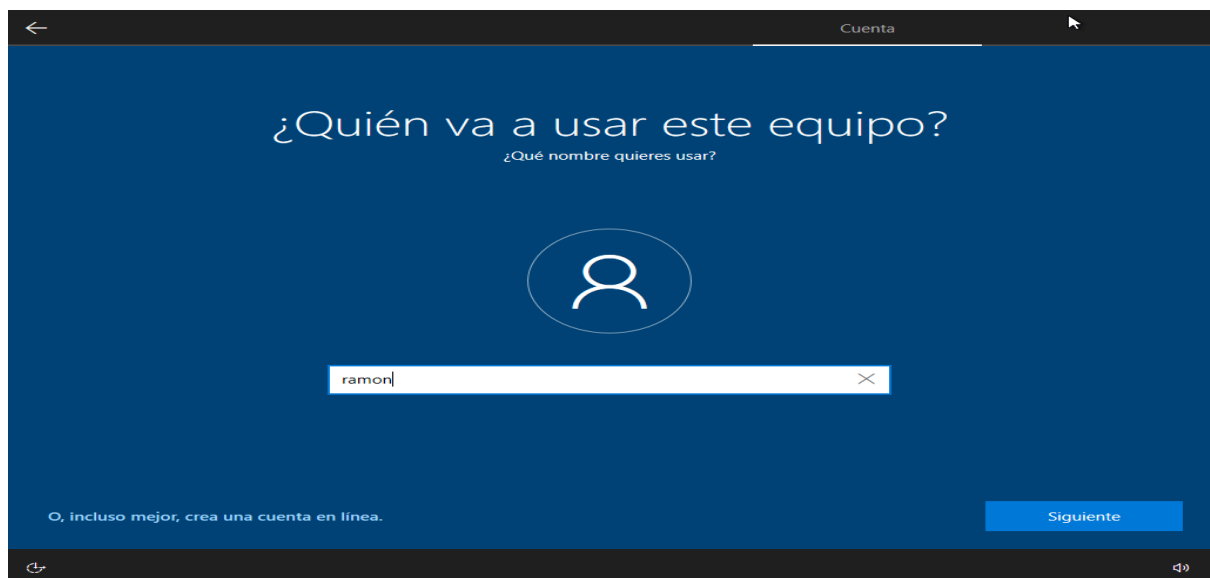 Cuenta
¿Quién va a usar este equipo?
¿Qué nombre quieres usar?
ramon
O, incluso mejor, crea una cuenta en línea.
Siguiente